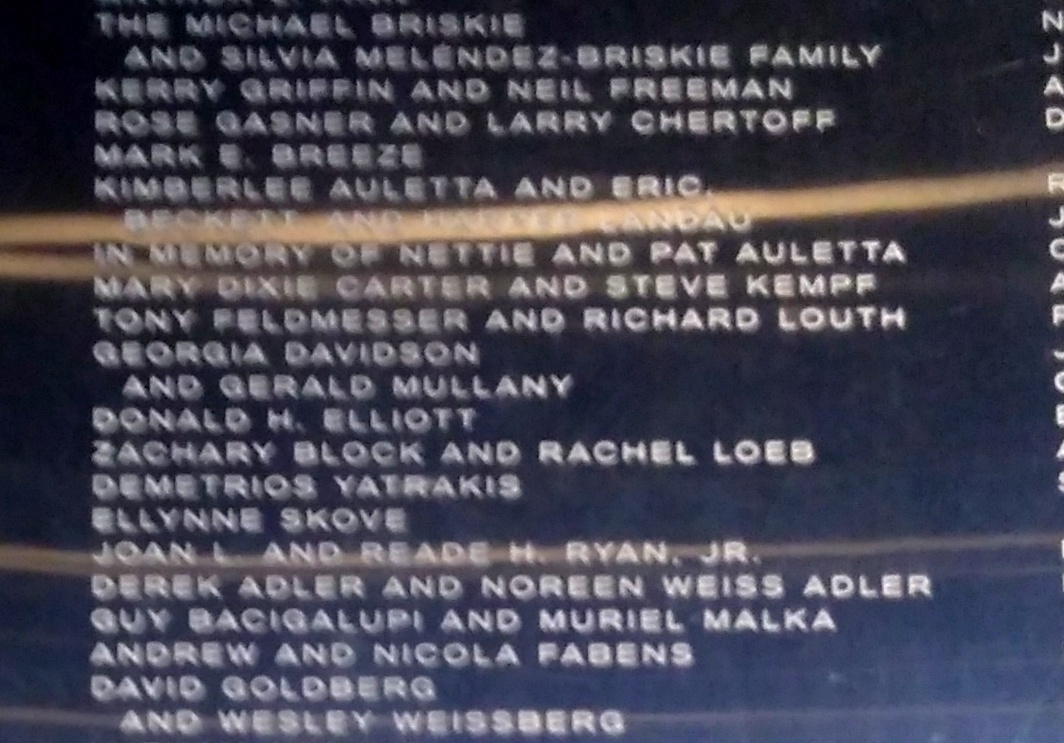 THE MICHAEL BRISKIE
AND SILVIA MELÉNDEZ-BRISKIE FAMILY
KERRY GRIFFIN AND NEIL FREEMAN
ROSE GASNER AND LARRY CHERTOFF
MARK E. BREEZE
KIMBERLEE AULETTA AND ERIC,
BECKETT AND HARPER LANDAU
IN MEMORY OF NETTIE AND PAT AULETTA
MARY DIXIE CARTER AND STEVE KEMPF
TONY FELDMESSER AND RICHARD LOUTH
GEORGIA DAVIDSON
AND GERALD MULLANY
DONALD H. ELLIOTT
ZACHARY BLOCK AND RACHEL LOEB
DEMETRIOS YATRAKIS
ELLYNNE SKOVE
JOAN L. AND READE H. RYAN, JR.
DEREK ADLER AND NOREEN WEISS ADLER
GUY BACIGALUPI AND MURIEL MALKA
ANDREW AND NICOLA FABENS
DAVID GOLDBERG
AND WESLEY WEISSBERG